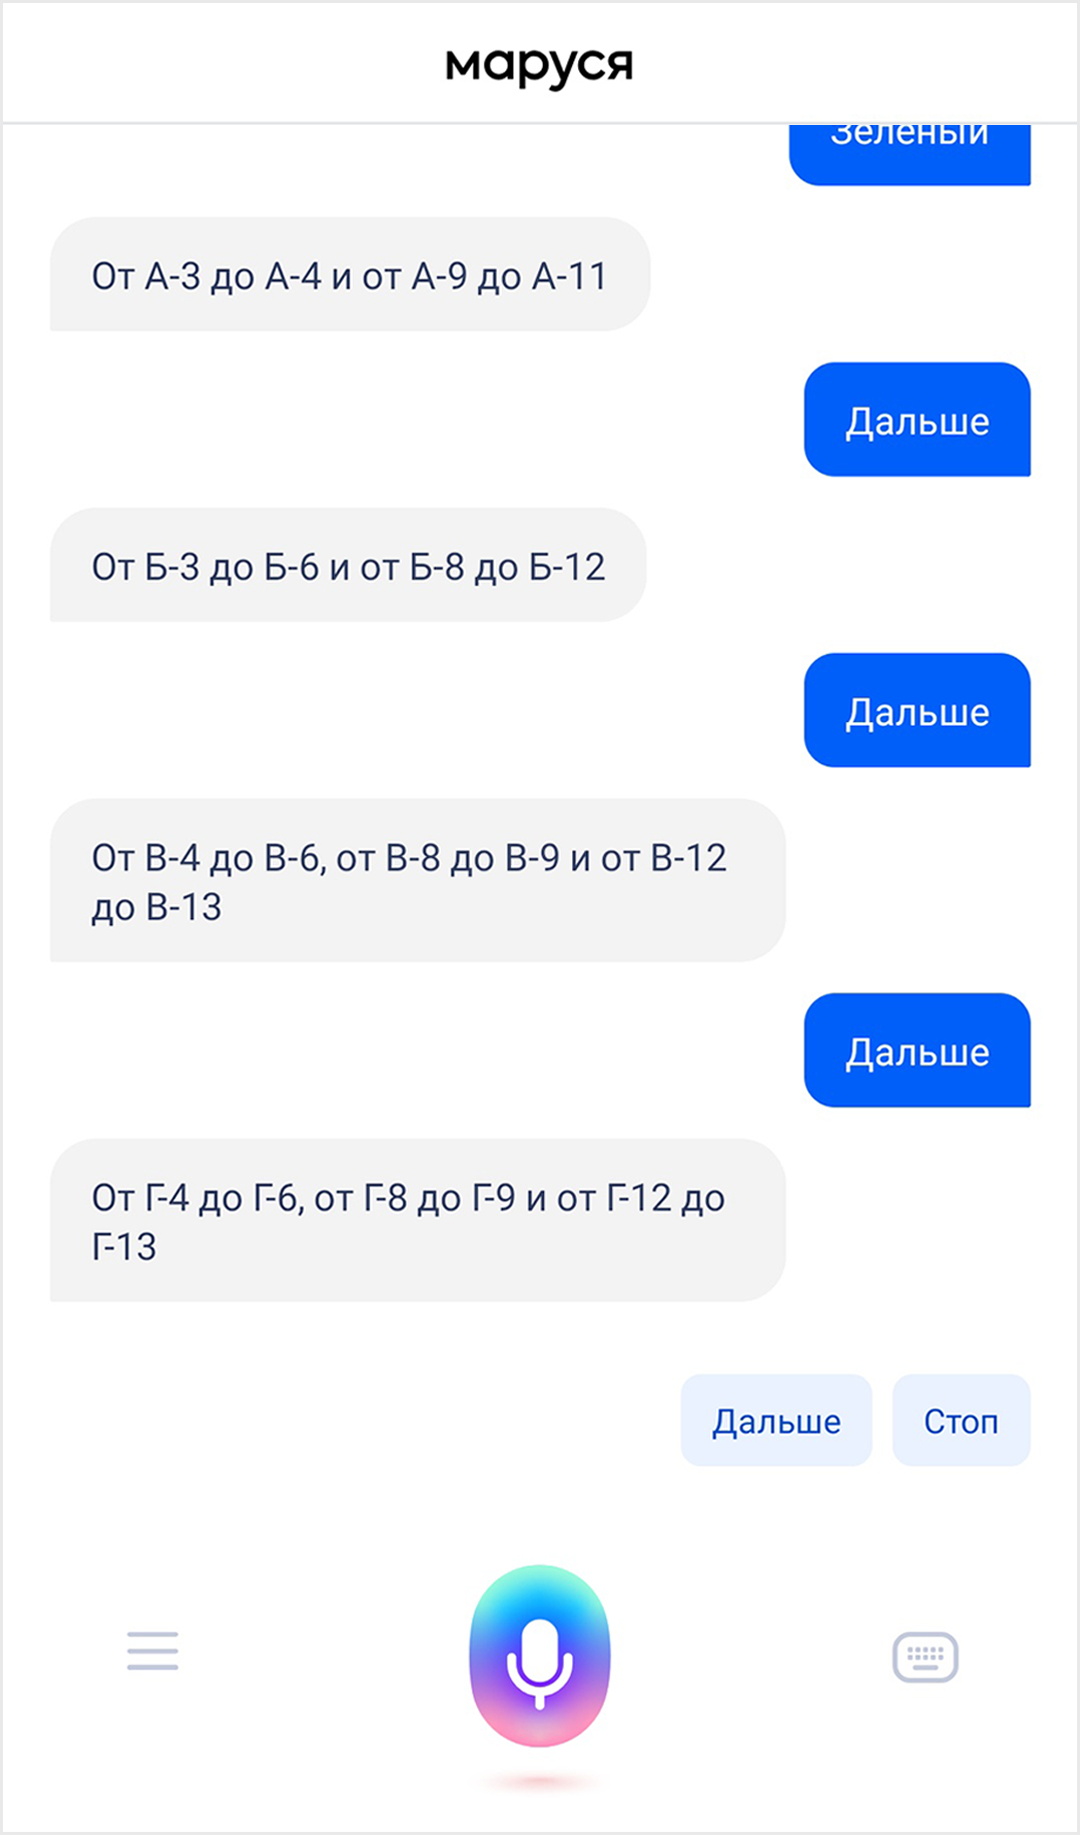 маруся
Зеленый
От А-3 до А-4 и от А-9 до А-11
Дальше
От Б-3 до Б-6 и от Б-8 до Б-12
Дальше
От В-4 до В-6, от В-8 до В-9 и от В-12
до В-13
Дальше
От Г-4 до Г-6, от Г-8 до Г-9 и от Г-12 до
Г-13
Дальше
Стоп